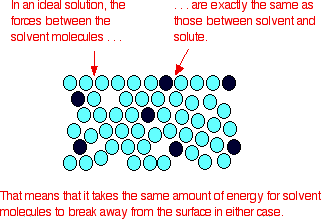 In an ideal solution, the
forces between the
solvent molecules . . .
. . . are exactly the same as
those between solvent and
solute.
That means that it takes the same amount of energy for solvent
molecules to break away from the surface in either case.